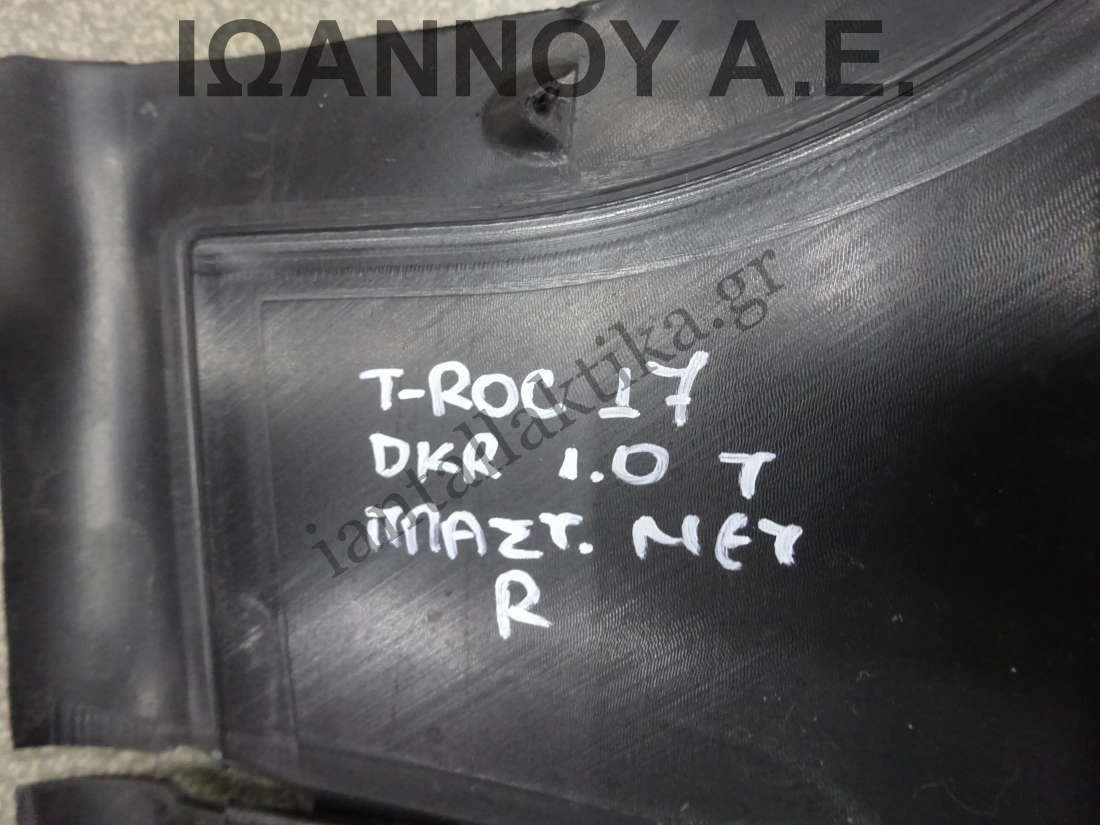 ΙΩΑΝΝΟΥ Α.Ε.
iantallaktika.gr
T-ROC 17
DKR 1.0 T
ΠΛΑΣΤ. ΜΕΤ
R